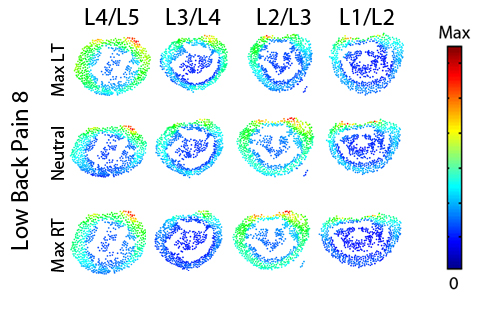 L4/L5 L3/L4 L2/L3 L1/L2
Max
Max LT
Neutral
Max RT
Low Back Pain 8
0